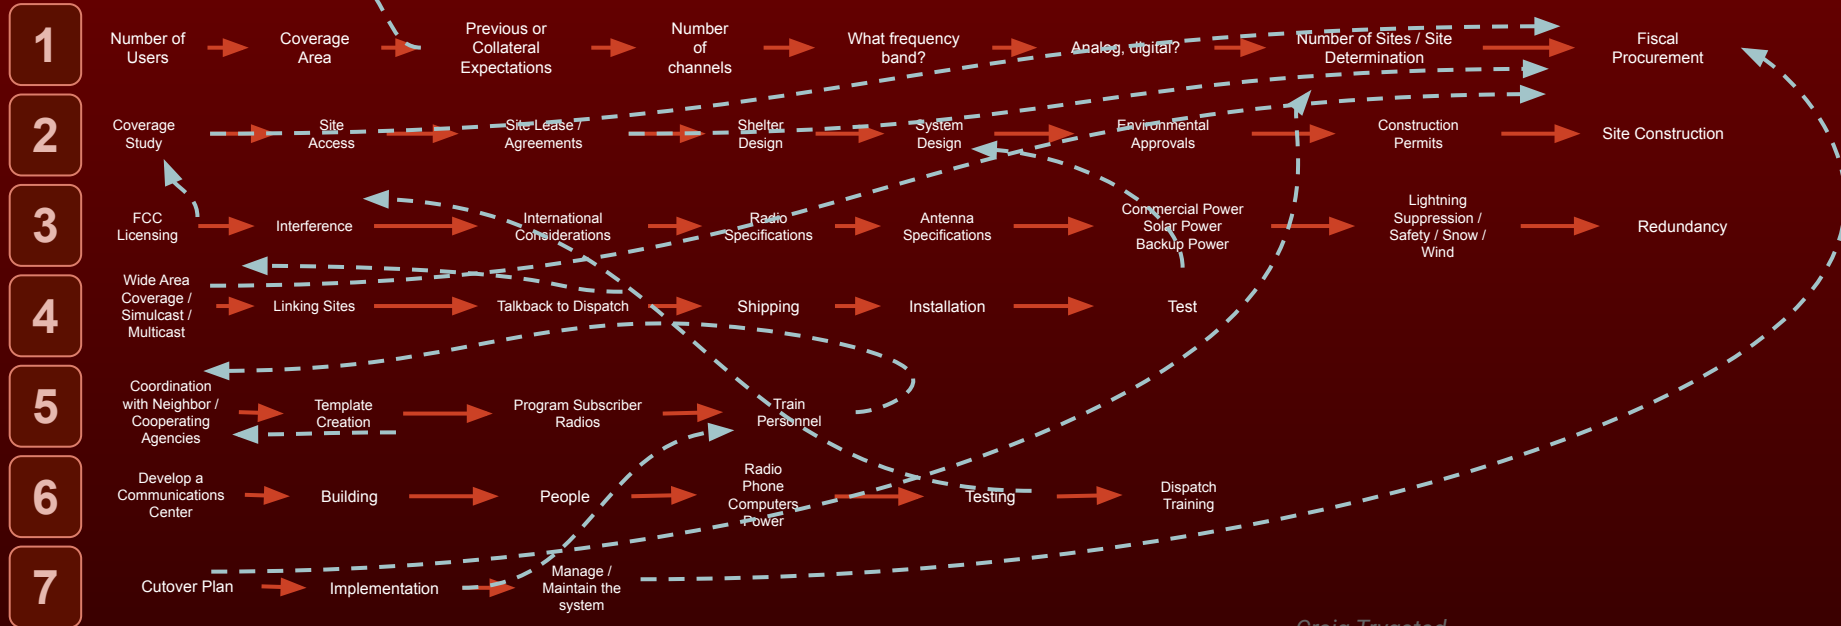 1
Number of
Users
Coverage
Area
Previous or
Collateral
Expectations
Number
of
channels
What frequency
band?
Analog, digital?
Number of Sites / Site
Determination
Fiscal
Procurement
2
Coverage
Study
Site
Access
Site Lease /
Agreements
Shelter
Design
System
Design
Environmental
Approvals
Construction
Permits
Site Construction
3
FCC
Licensing
Interference
International
Considerations
Radio
Specifications
Antenna
Specifications
Commercial Power
Solar Power
Backup Power
Lightning
Suppression /
Safety / Snow /
Wind
Redundancy
4
Wide Area
Coverage /
Simulcast /
Multicast
Linking Sites
Talkback to Dispatch
Shipping
Installation
Test
5
Coordination
with Neighbor /
Cooperating
Agencies
Template
Creation
Program Subscriber
Radios
Train
Personnel
6
Develop a
Communications
Center
Building
People
Radio
Phone
Computers
Power
Testing
Dispatch
Training
7
Cutover Plan
Implementation
Manage /
Maintain the
system